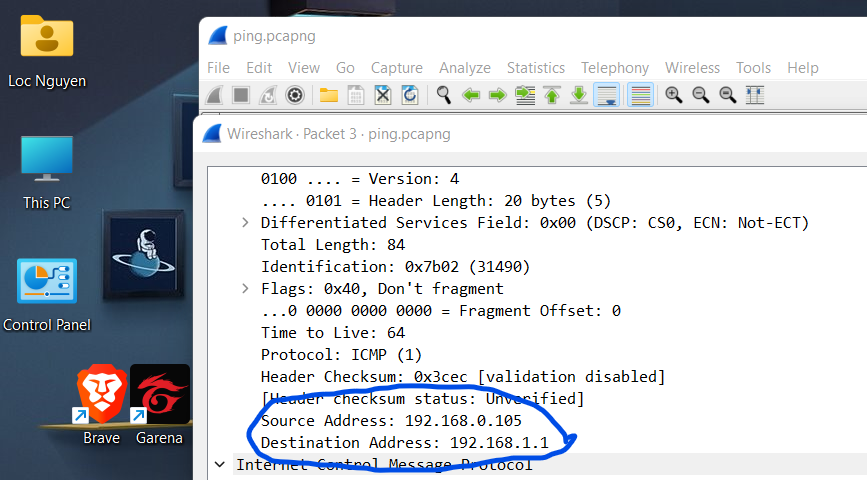 Loc Nguyen
This PC
Control Panel
Brave
Garena
ping.pcapng
File Edit View Go Capture Analyze Statistics Telephony Wireless Tools Help
Wireshark · Packet 3 · ping.pcapng
0100 .... = Version: 4
.... 0101 = Header Length: 20 bytes (5)
Differentiated Services Field: 0x00 (DSCP: CS0, ECN: Not-ECT)
Total Length: 84
Identification: 0x7b02 (31490)
Flags: 0x40, Don't fragment
...0 0000 0000 0000 = Fragment Offset: 0
Time to Live: 64
Protocol: ICMP (1)
Header Checksum: 0x3cec [validation disabled]
[Header checksum status: Unverified]
Source Address: 192.168.0.105
Destination Address: 192.168.1.1
Internet Control Message Protocol